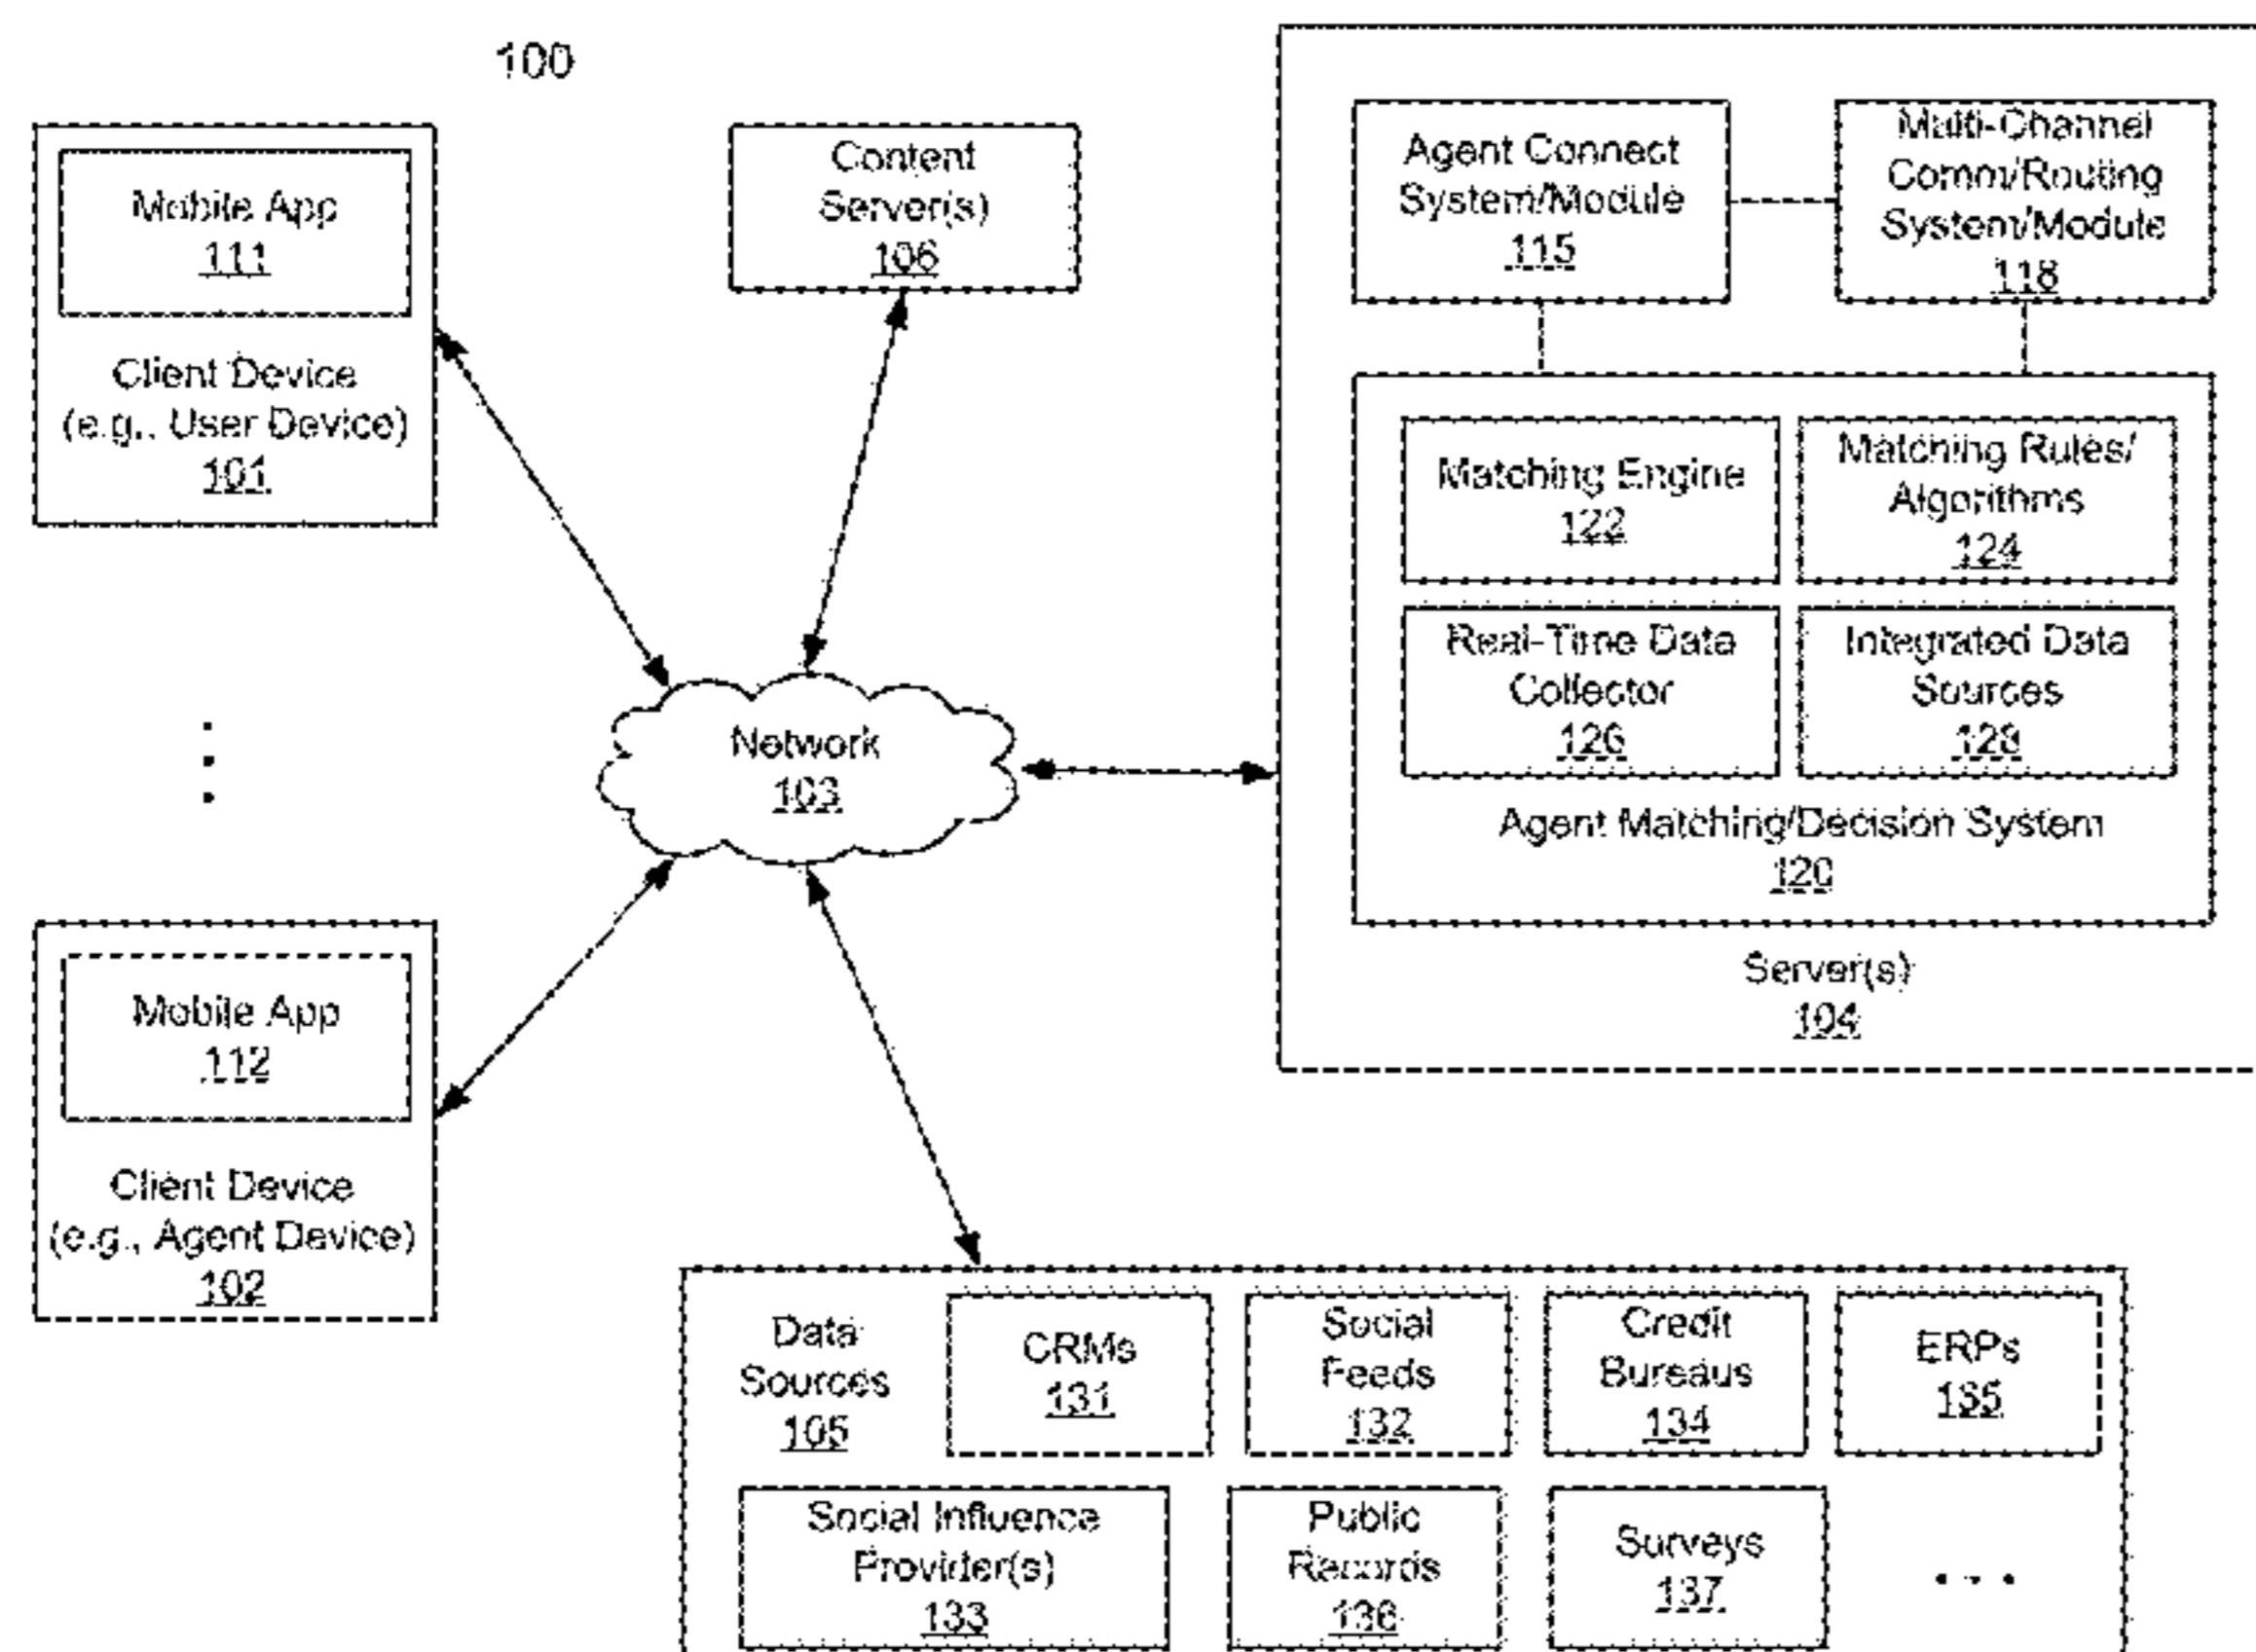 100
Mobile App
111
Client Device
(e.g., User Device)
101
Content
Server(s)
106
Agent Connect
System/Module
115
Multi-Channel
Comm/Routing
System/Module
118
Matching Engine
122
Matching Rules/
Algorithms
124
Real-Time Data
Collector
126
Integrated Data
Sources
128
Agent Matching/Decision System
120
Server(s)
104
Network
103
Mobile App
112
Client Device
(e.g., Agent Device)
102
Data
Sources
105
CRMs
131
Social
Feeds
132
Credit
Bureaus
134
ERPs
135
Social Influence
Provider(s)
133
Public
Records
136
Surveys
137